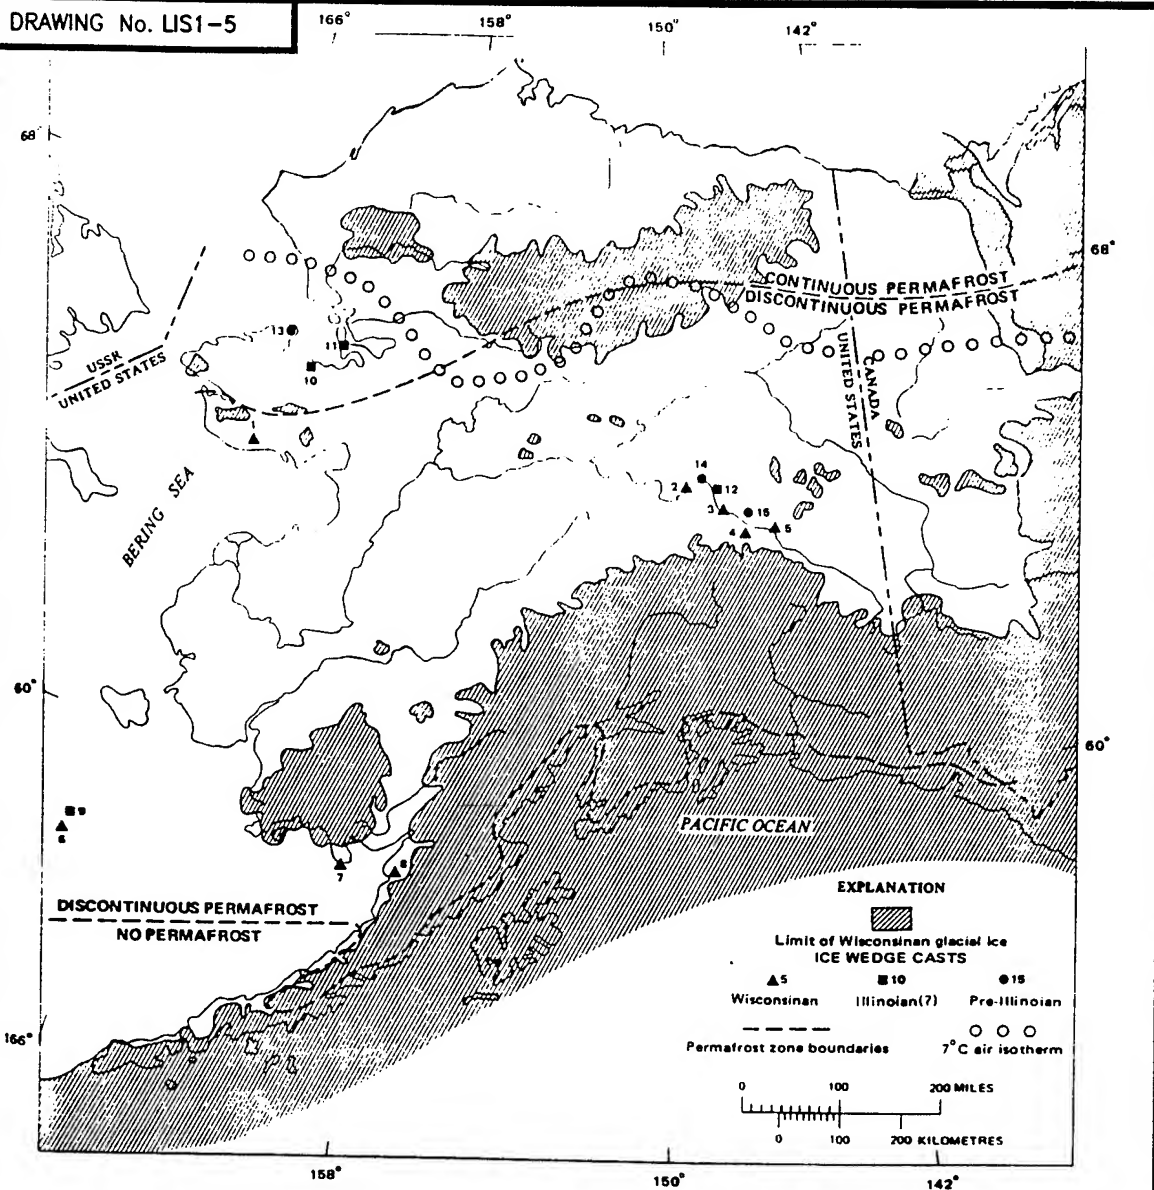 DRAWING No. LIS1-5
166°
158°
150°
142°
68°
68°
CONTINUOUS PERMAFROST
DISCONTINUOUS PERMAFROST
USSR
UNITED STATES
UNITED STATES
CANADA
13
11
10
14
2
12
3
15
4
5
BERING SEA
60°
60°
9
6
7
8
PACIFIC OCEAN
DISCONTINUOUS PERMAFROST
NO PERMAFROST
EXPLANATION
Limit of Wisconsinan glacial ice
ICE WEDGE CASTS
5
10
15
Wisconsinan
Illinoian(?)
Pre-Illinoian
Permafrost zone boundaries
7°C air isotherm
0 100 200 MILES
0 100 200 KILOMETRES
166°
158°
150°
142°